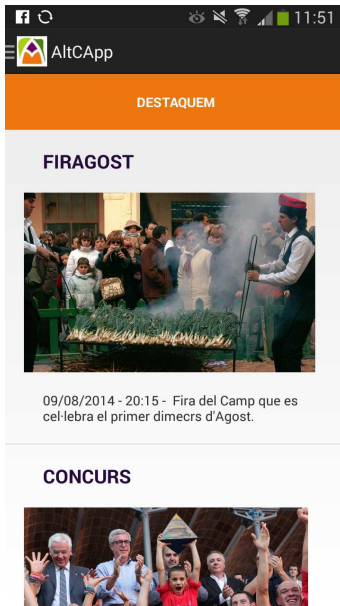 11:51
AltCApp
DESTAQUEM
FIRAGOST
09/08/2014 - 20:15 - Fira del Camp que es
cel·lebra el primer dimecrs d'Agost.
CONCURS